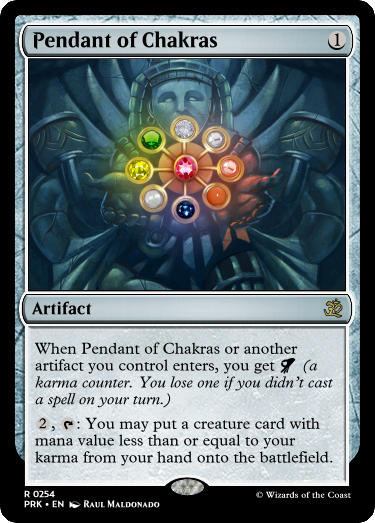 Pendant of Chakras 1
Artifact
When Pendant of Chakras or another
artifact you control enters, you get (a
karma counter. You lose one if you didn't cast
a spell on your turn.)
2, : You may put a creature card with
mana value less than or equal to your
karma from your hand onto the battlefield.
R 0254
PRK • EN Raul Maldonado
© Wizards of the Coast